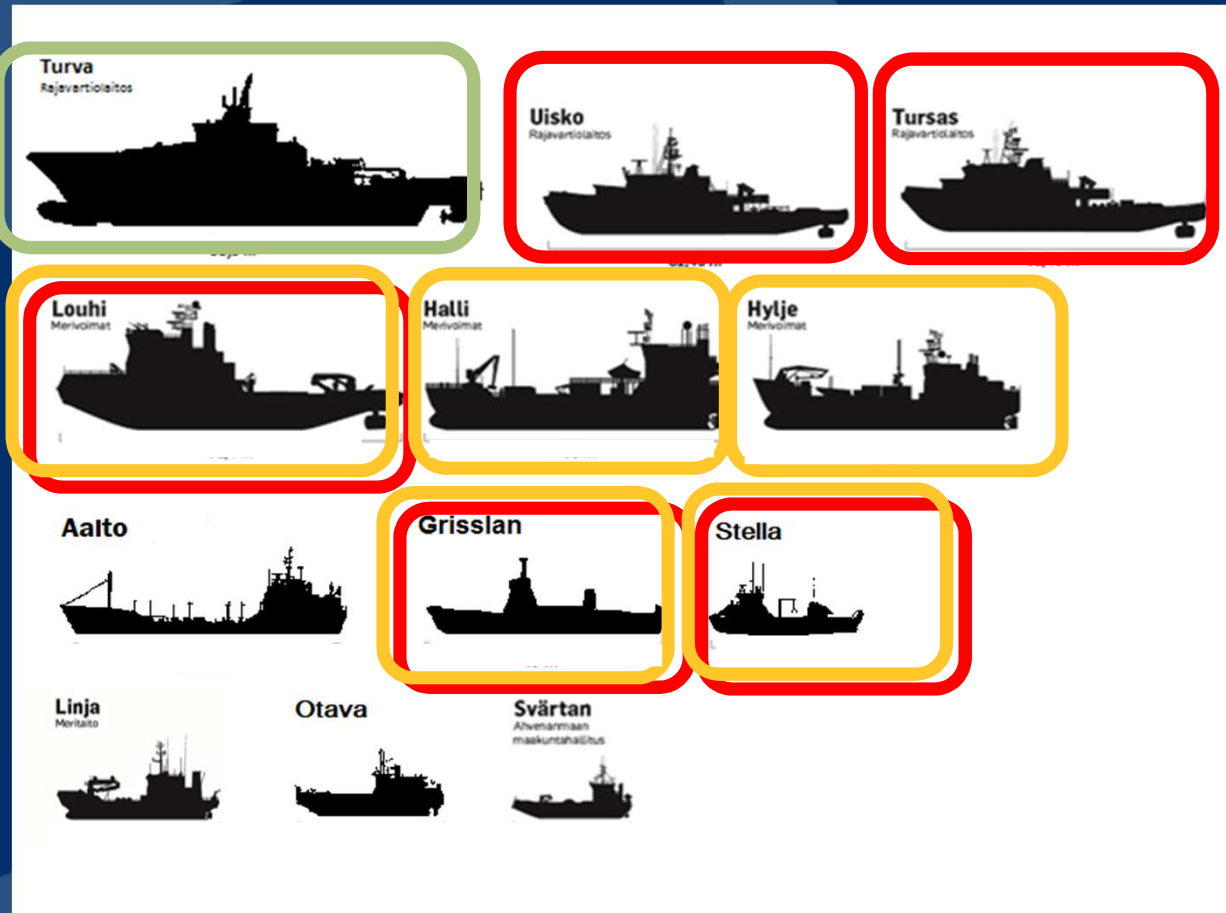 Turva
Rajavartiolaitos
Uisko
Rajavartiolaitos
Tursas
Rajavartiolaitos
Louhi
Merivoimat
Halli
Merivoimat
Hylje
Merivoimat
Aalto
Grisslan
Stella
Linja
Meritaito
Otava
Svärtan
Ahvenanmaan
maakuntahallitus